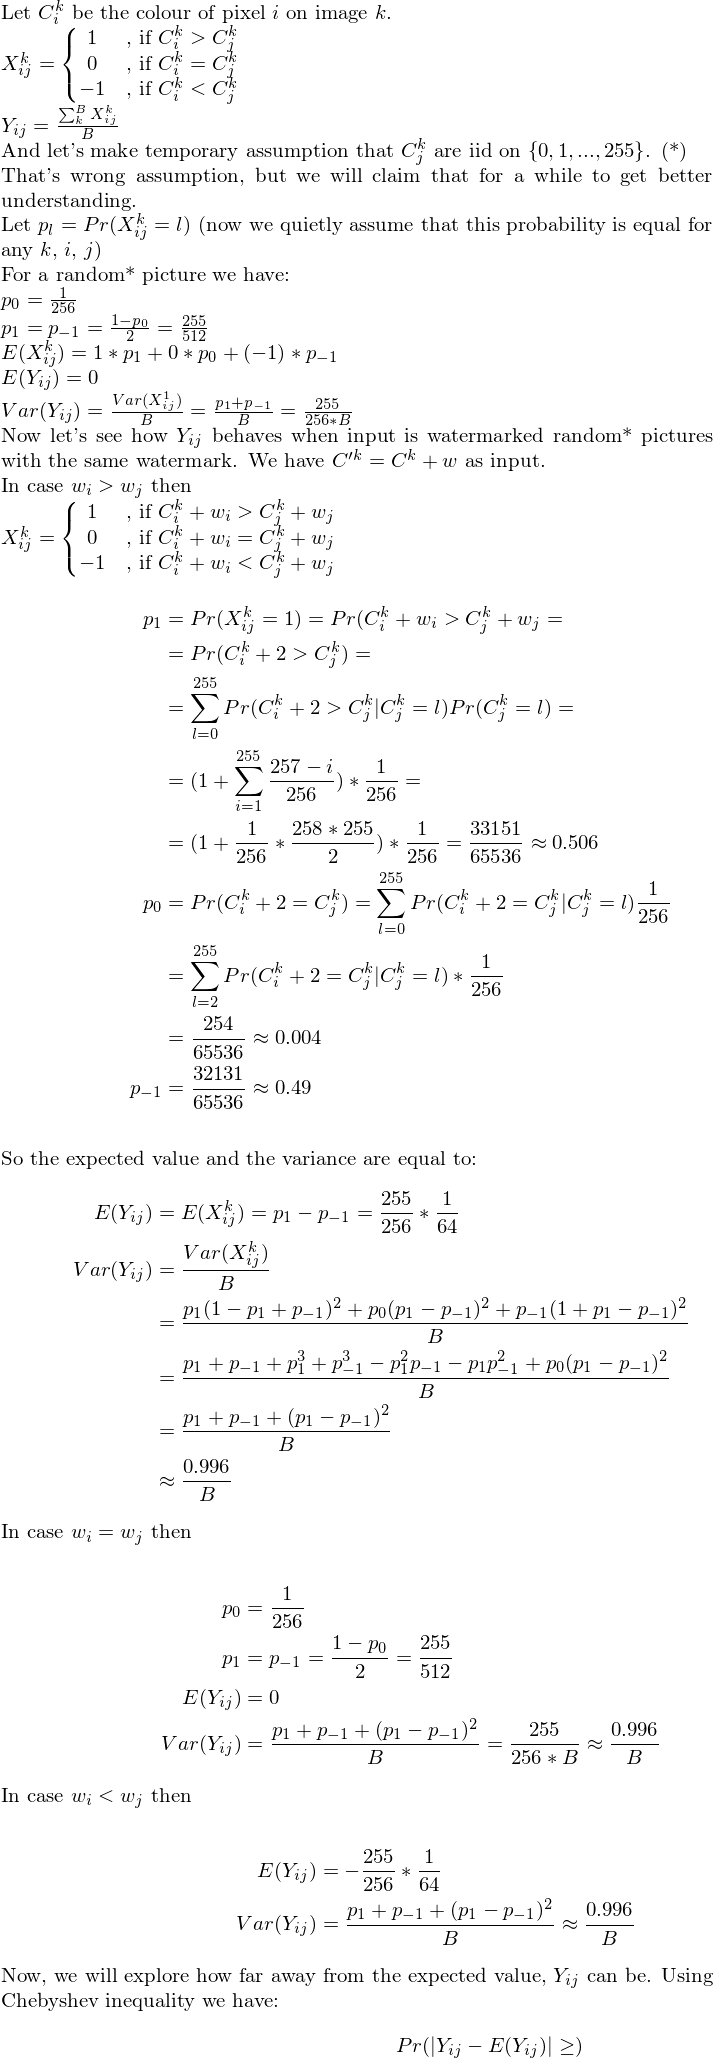 Let $C_i^k$ be the colour of pixel $i$ on image $k$.
$X_{ij}^k = \begin{cases} 1 & \text{, if } C_i^k > C_j^k \\ 0 & \text{, if } C_i^k = C_j^k \\ -1 & \text{, if } C_i^k < C_j^k \end{cases}$
$Y_{ij} = \frac{\sum_k^B X_{ij}^k}{B}$
And let's make temporary assumption that $C_j^k$ are iid on $\{0, 1, ..., 255\}$. (*)
That's wrong assumption, but we will claim that for a while to get better
understanding.
Let $p_l = Pr(X_{ij}^k = l)$ (now we quietly assume that this probability is equal for
any $k$, $i$, $j$)
For a random* picture we have:
$p_0 = \frac{1}{256}$
$p_1 = p_{-1} = \frac{1-p_0}{2} = \frac{255}{512}$
$E(X_{ij}^k) = 1 * p_1 + 0 * p_0 + (-1) * p_{-1}$
$E(Y_{ij}) = 0$
$Var(Y_{ij}) = \frac{Var(X_{ij}^1)}{B} = \frac{p_1+p_{-1}}{B} = \frac{255}{256*B}$
Now let's see how $Y_{ij}$ behaves when input is watermarked random* pictures
with the same watermark. We have $C'^k = C^k + w$ as input.
In case $w_i > w_j$ then
$X_{ij}^k = \begin{cases} 1 & \text{, if } C_i^k + w_i > C_j^k + w_j \\ 0 & \text{, if } C_i^k + w_i = C_j^k + w_j \\ -1 & \text{, if } C_i^k + w_i < C_j^k + w_j \end{cases}$
$p_1 = Pr(X_{ij}^k = 1) = Pr(C_i^k + w_i > C_j^k + w_j =$
$= Pr(C_i^k + 2 > C_j^k) =$
$= \sum_{l=0}^{255} Pr(C_i^k + 2 > C_j^k | C_j^k = l) Pr(C_j^k = l) =$
$= (1 + \sum_{i=1}^{255} \frac{257 - i}{256}) * \frac{1}{256} =$
$= (1 + \frac{1}{256} * \frac{258 * 255}{2}) * \frac{1}{256} = \frac{33151}{65536} \approx 0.506$
$p_0 = Pr(C_i^k + 2 = C_j^k) = \sum_{l=0}^{255} Pr(C_i^k + 2 = C_j^k | C_j^k = l) \frac{1}{256}$
$= \sum_{l=2}^{255} Pr(C_i^k + 2 = C_j^k | C_j^k = l) * \frac{1}{256}$
$= \frac{254}{65536} \approx 0.004$
$p_{-1} = \frac{32131}{65536} \approx 0.49$
So the expected value and the variance are equal to:
$E(Y_{ij}) = E(X_{ij}^k) = p_1 - p_{-1} = \frac{255}{256} * \frac{1}{64}$
$Var(Y_{ij}) = \frac{Var(X_{ij}^k)}{B}$
$= \frac{p_1(1 - p_1 + p_{-1})^2 + p_0(p_1 - p_{-1})^2 + p_{-1}(1 + p_1 - p_{-1})^2}{B}$
$= \frac{p_1 + p_{-1} + p_1^3 + p_{-1}^3 - p_1^2 p_{-1} - p_1 p_{-1}^2 + p_0(p_1 - p_{-1})^2}{B}$
$= \frac{p_1 + p_{-1} + (p_1 - p_{-1})^2}{B}$
$\approx \frac{0.996}{B}$
In case $w_i = w_j$ then
$p_0 = \frac{1}{256}$
$p_1 = p_{-1} = \frac{1 - p_0}{2} = \frac{255}{512}$
$E(Y_{ij}) = 0$
$Var(Y_{ij}) = \frac{p_1 + p_{-1} + (p_1 - p_{-1})^2}{B} = \frac{255}{256 * B} \approx \frac{0.996}{B}$
In case $w_i < w_j$ then
$E(Y_{ij}) = -\frac{255}{256} * \frac{1}{64}$
$Var(Y_{ij}) = \frac{p_1 + p_{-1} + (p_1 - p_{-1})^2}{B} \approx \frac{0.996}{B}$
Now, we will explore how far away from the expected value, $Y_{ij}$ can be. Using
Chebyshev inequality we have:
$Pr(|Y_{ij} - E(Y_{ij})| \geq)$